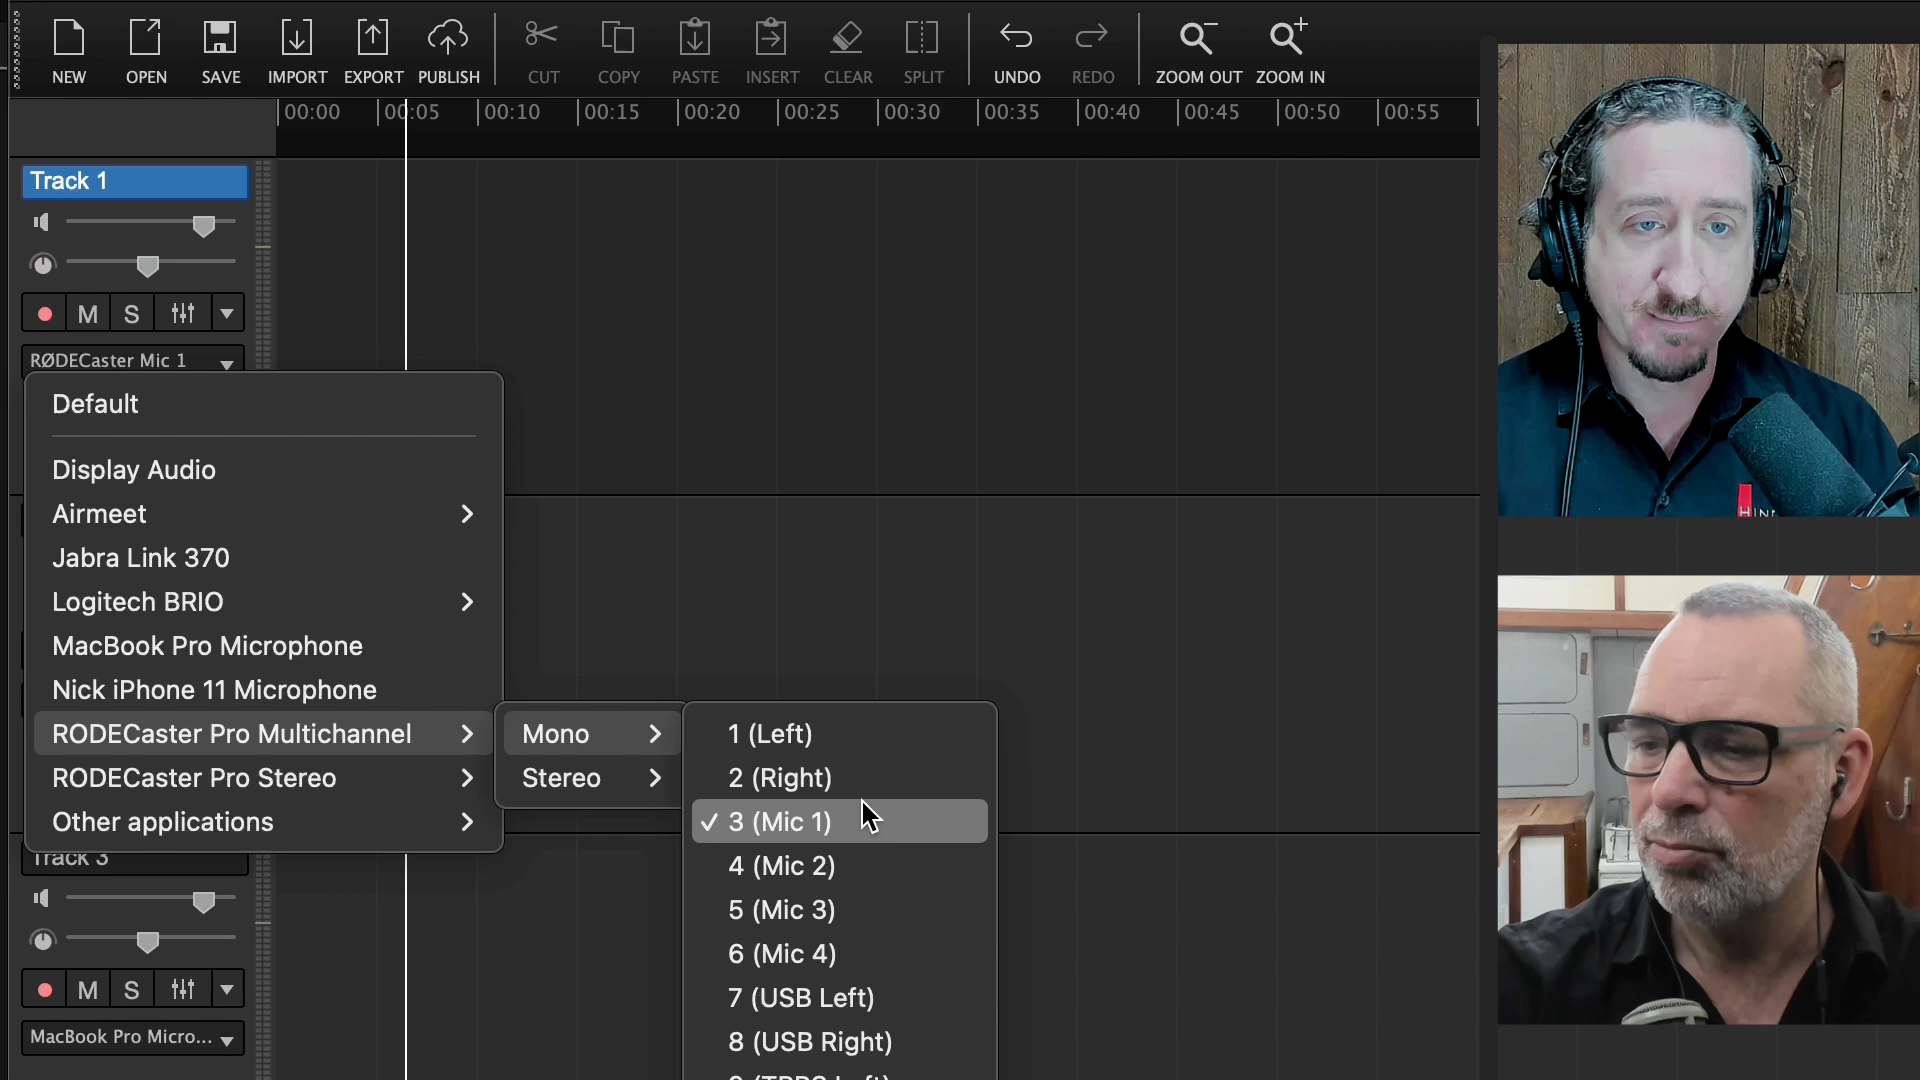 NEW OPEN SAVE IMPORT EXPORT PUBLISH CUT COPY PASTE INSERT CLEAR SPLIT UNDO REDO ZOOM OUT ZOOM IN
00:00 00:05 00:10 00:15 00:20 00:25 00:30 00:35 00:40 00:45 00:50 00:55
Track 1
M S
RØDECaster Mic 1
Default
Display Audio
Airmeet
Jabra Link 370
Logitech BRIO
MacBook Pro Microphone
Nick iPhone 11 Microphone
RODECaster Pro Multichannel
RODECaster Pro Stereo
Other applications
Mono
Stereo
1 (Left)
2 (Right)
3 (Mic 1)
4 (Mic 2)
5 (Mic 3)
6 (Mic 4)
7 (USB Left)
8 (USB Right)
Track 3
M S
MacBook Pro Micro...